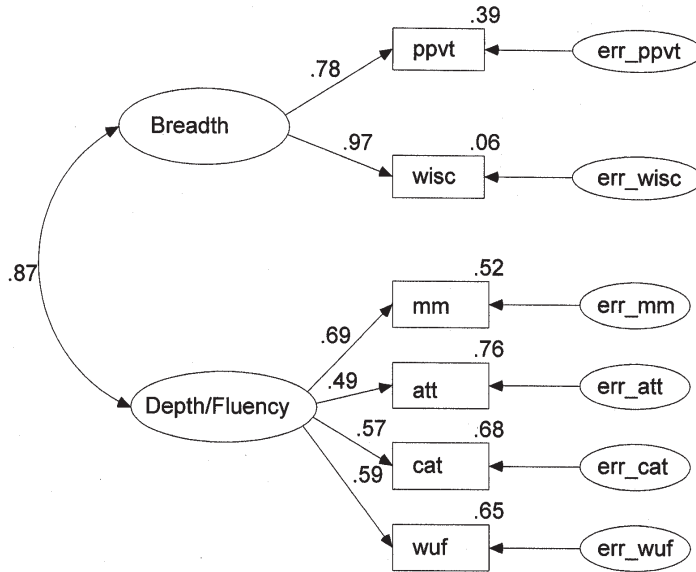 .39
ppvt
err_ppvt
.78
Breadth
.97
.06
wisc
err_wisc
.87
.52
mm
err_mm
.69
.76
.49
att
err_att
Depth/Fluency
.57
.68
cat
err_cat
.59
.65
wuf
err_wuf